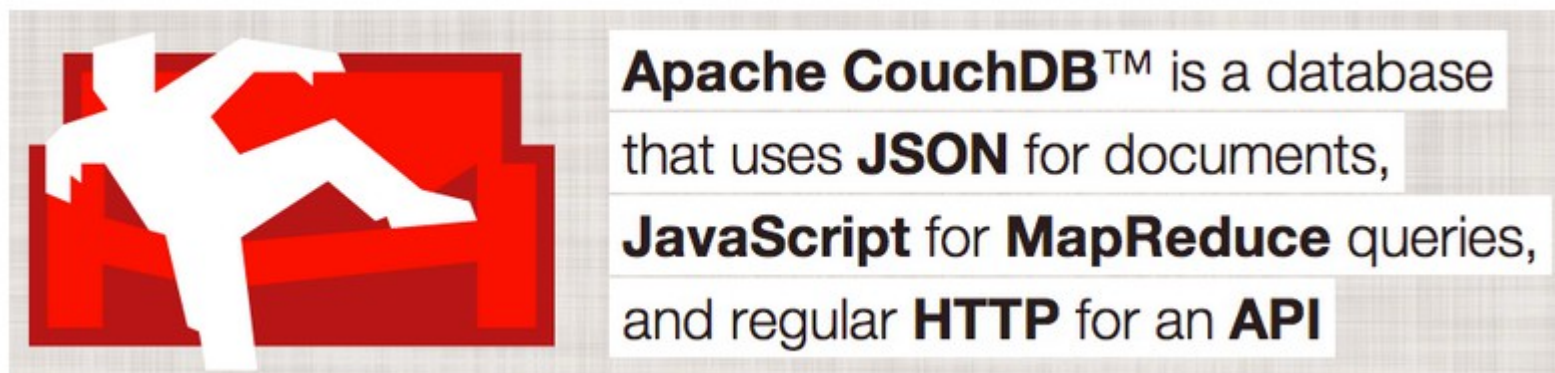 Apache CouchDB™ is a database
that uses JSON for documents,
JavaScript for MapReduce queries,
and regular HTTP for an API